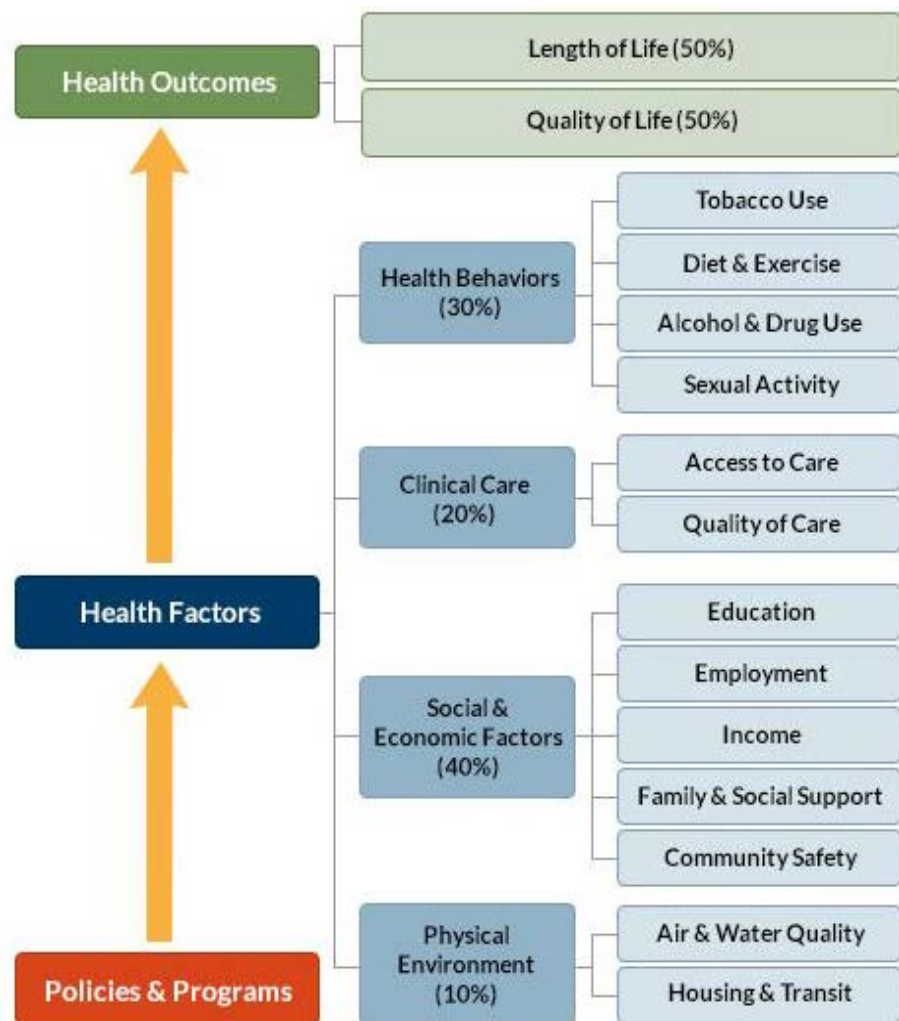 Health Outcomes
Length of Life (50%)
Quality of Life (50%)
Health Factors
Health Behaviors
(30%)
Tobacco Use
Diet & Exercise
Alcohol & Drug Use
Sexual Activity
Clinical Care
(20%)
Access to Care
Quality of Care
Social &
Economic Factors
(40%)
Education
Employment
Income
Family & Social Support
Community Safety
Physical
Environment
(10%)
Air & Water Quality
Housing & Transit
Policies & Programs